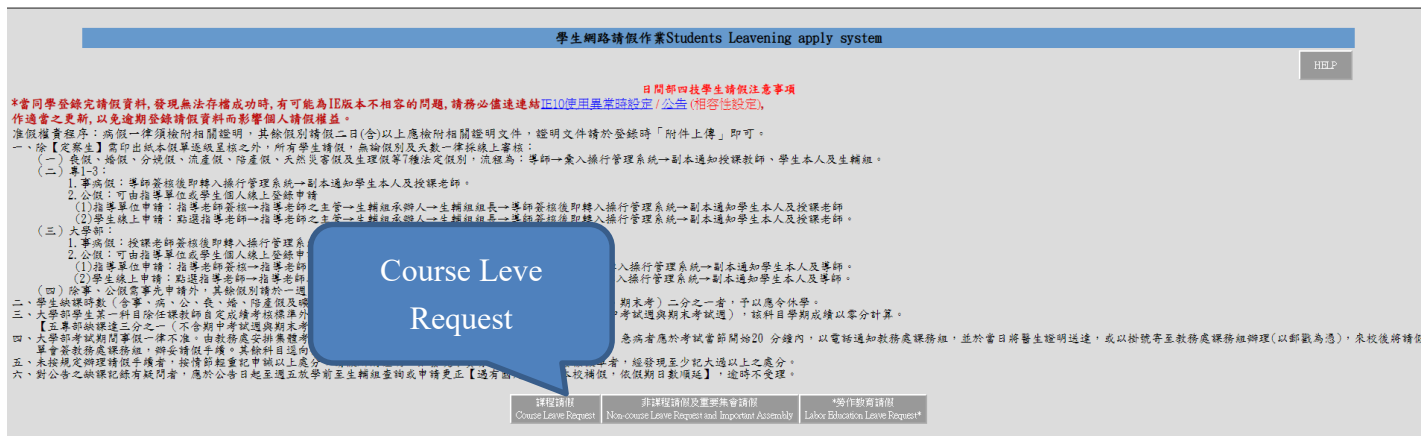 學生網路請假作業Students Leavening apply system
HELP
日間部四技學生請假注意事項
*當同學登錄完請假資料,發現無法存檔成功時,有可能為IE版本不相容的問題,請務必儘速連結IE10使用異常時設定 / 公告 (相容性設定),
作適當之更新,以免逾期登錄請假資料而影響個人請假權益。
准假權責程序：病假一律須檢附相關證明，其餘假別請假二日(含)以上應檢附相關證明文件，證明文件請於登錄時「附件上傳」即可。
一、除【定察生】需印出紙本假單逐級呈核之外，所有學生請假，無論假別及天數一律採線上審核：
(一) 喪假、婚假、分娩假、流產假、陪產假、天然災害假及生理假等7種法定假別，流程為：導師→彙入操行管理系統→副本通知授課教師、學生本人及生輔組。
(二) 專1-3：
1.事病假：導師簽核後即轉入操行管理系統→副本通知學生本人及授課老師。
2.公假：可由指導單位或學生個人線上登錄申請
(1)指導單位申請：指導老師簽核→指導老師之主管→生輔組承辦人→生輔組組長→導師簽核後即轉入操行管理系統→副本通知學生本人及授課老師
(2)學生線上申請：點選指導老師→指導老師之主管→生輔組承辦人→生輔組組長→導師簽核後即轉入操行管理系統→副本通知學生本人及授課老師。
(三) 大學部：
1.事病假：授課老師簽核後即轉入操行管理系
2.公假：可由指導單位或學生個人線上登錄申
(1)指導單位申請：指導老師簽核→指導老師 入操行管理系統→副本通知學生本人及導師。
(2)學生線上申請：點選指導老師→指導老師 入操行管理系統→副本通知學生本人及導師。
(四) 除事、公假需事先申請外，其餘假別請於一週
二、學生缺課時數（含事、病、公、喪、婚、陪產假及 期末考）二分之一者，予以應令休學。
三、大學部學生某一科目除任課教師自定成績考核標準外 中考試週與期末考試週），該科目學期成績以零分計算。
【五專部缺課達三分之一（不含期中考試週與期末考
四、大學部考試期間事假一律不准。由教務處安排集體考 急病者應於考試當節開始20 分鐘內，以電話通知教務處課務組，並於當日將醫生證明送達，或以掛號寄至教務處課務組辦理(以郵戳為憑)，來校後將請假
單會簽教務處課務組，辦妥請假手續。其餘科目逕向
五、未按規定辦理請假手續者，按情節輕重記申誡以上處分 者，經發現至少記大過以上之處分。
六、對公告之缺課記錄有疑問者，應於公告日起至週五放學前至生輔組查詢或申請更正【遇有 本校補假，依假期日數順延】，逾時不受理。
Course Leve
Request
課程請假 非課程請假及重要集會請假 *勞作教育請假
Course Leave Request Non-course Leave Request and Important Assembly Labor Education Leave Request*